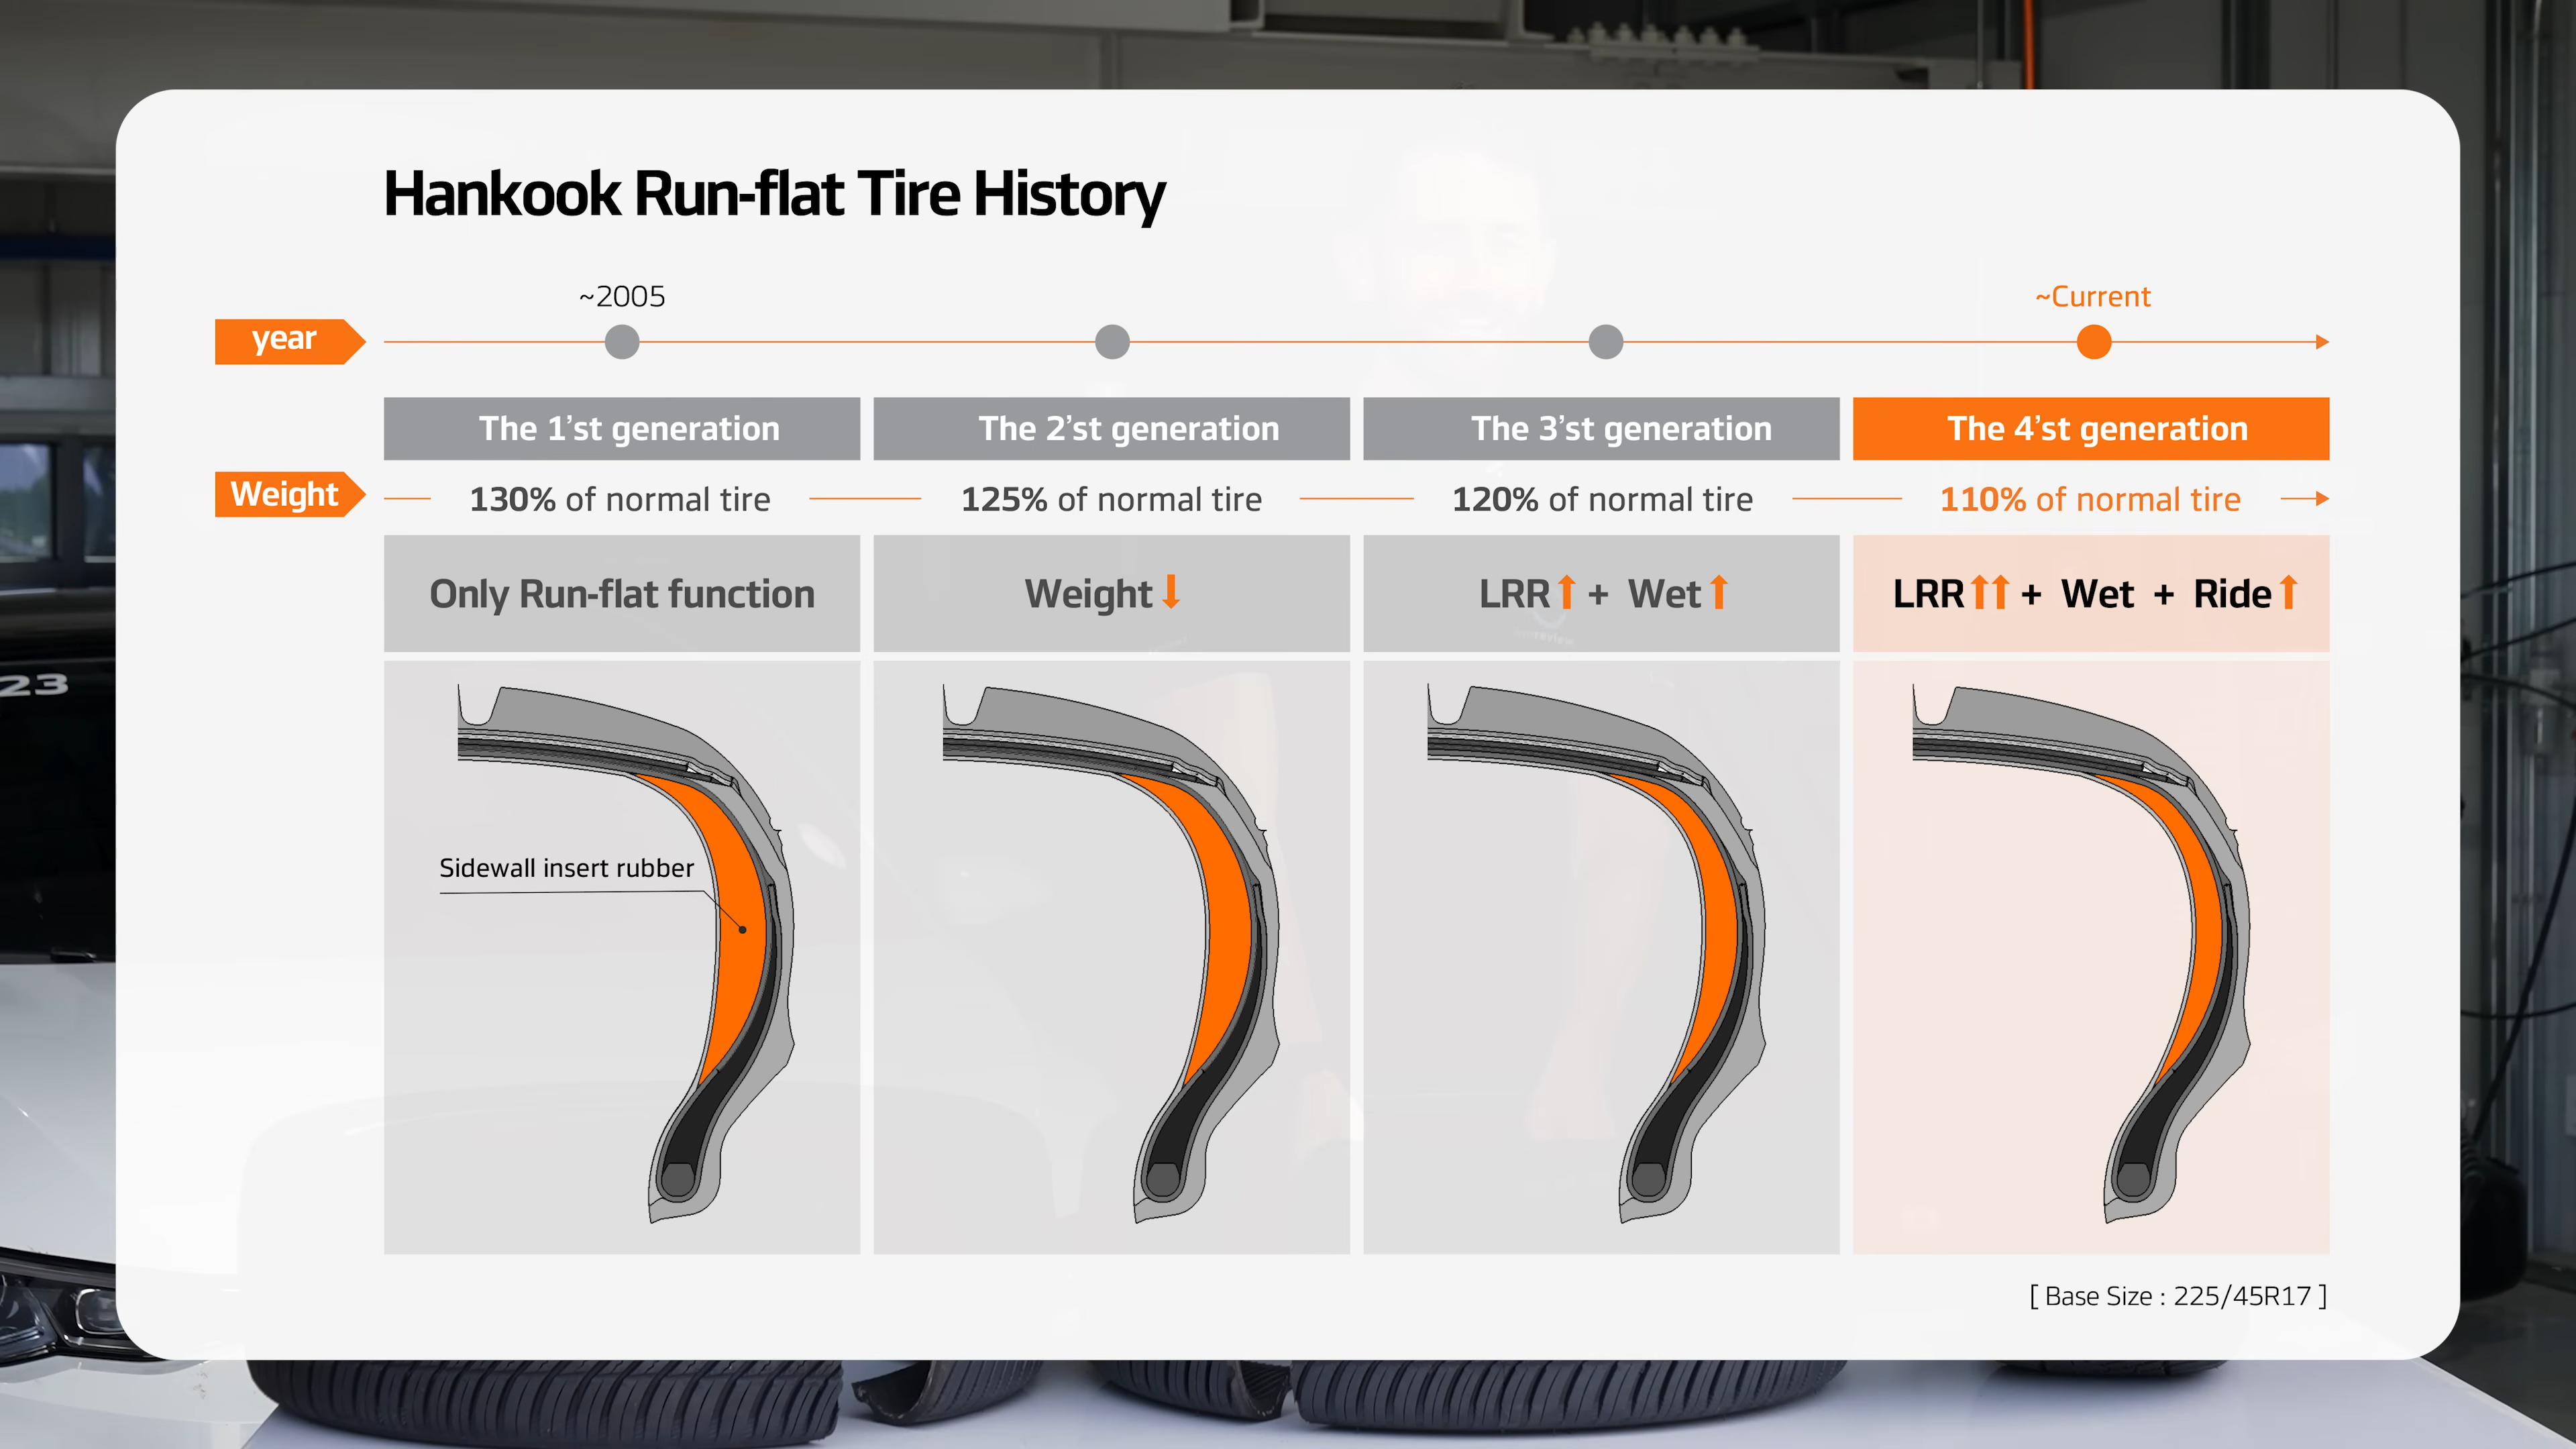 Hankook Run-flat Tire History
~2005
~Current
year
The 1’st generation
The 2’st generation
The 3’st generation
The 4’st generation
Weight
130% of normal tire
125% of normal tire
120% of normal tire
110% of normal tire
Only Run-flat function
Weight ↓
LRR ↑ + Wet ↑
LRR ↑↑ + Wet + Ride ↑
23
Sidewall insert rubber
[ Base Size : 225/45R17 ]